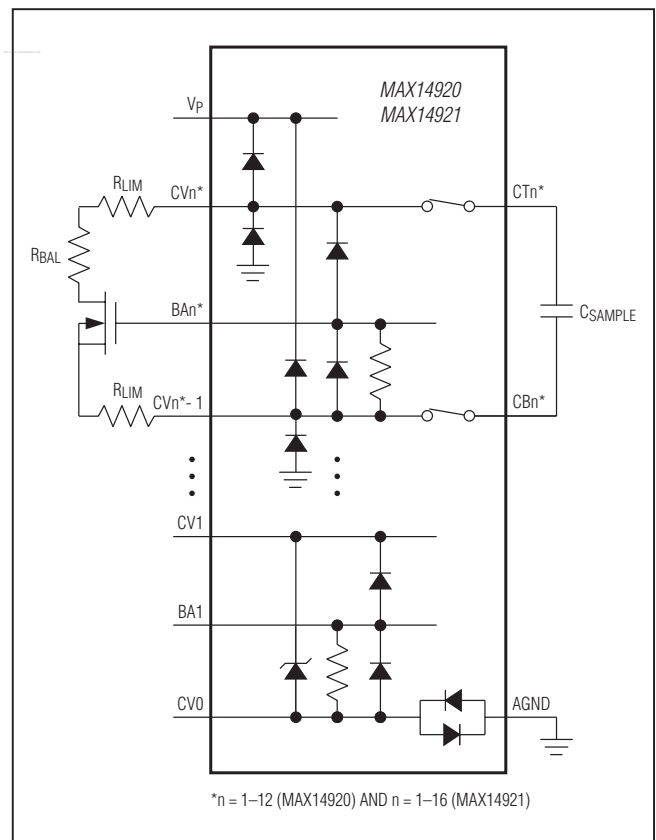 MAX14920
MAX14921
VP
RLIM
CVn*
CTn*
RBAL
BAn*
CSAMPLE
RLIM
CVn*- 1
CBn*
CV1
BA1
CV0
AGND
*n = 1–12 (MAX14920) AND n = 1–16 (MAX14921)